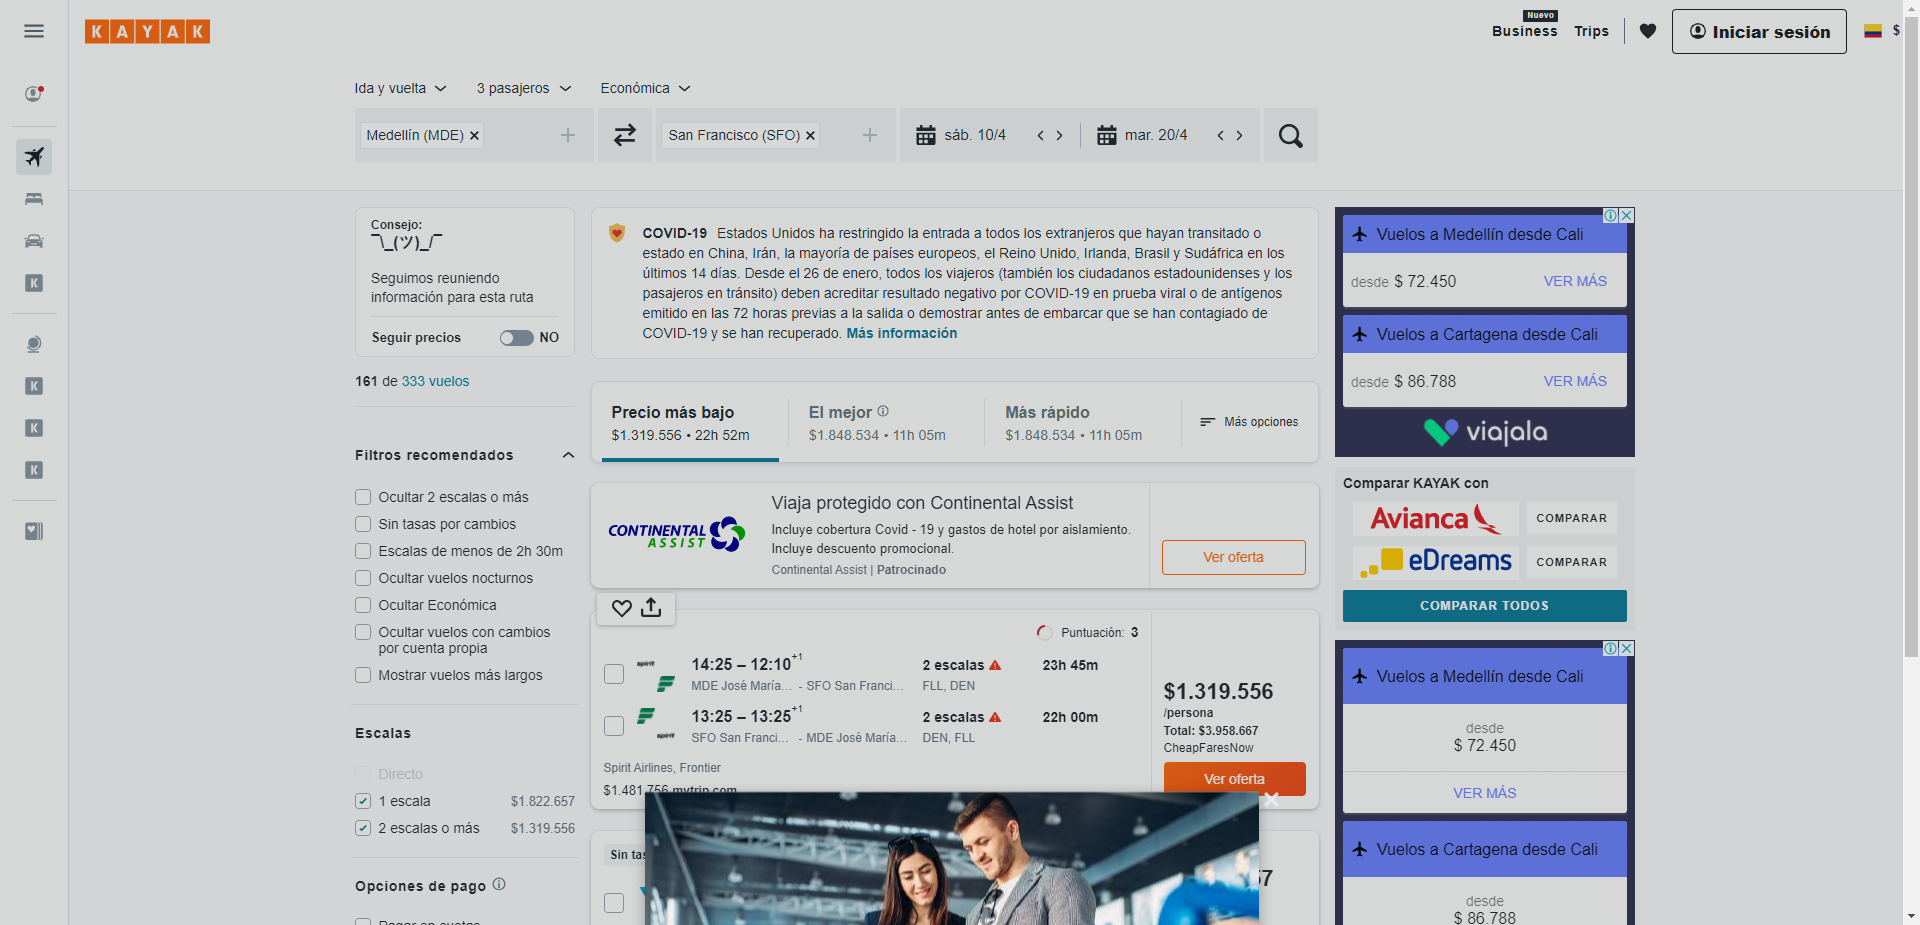 KAYAK
Nuevo
Business
Trips
Iniciar sesión
$
Ida y vuelta
3 pasajeros
Económica
Medellín (MDE)
San Francisco (SFO)
sáb. 10/4
mar. 20/4
Consejo:
¯\_(ツ)_/¯
Seguimos reuniendo
información para esta ruta
Seguir precios
NO
161 de 333 vuelos
Filtros recomendados
Ocultar 2 escalas o más
Sin tasas por cambios
Escalas de menos de 2h 30m
Ocultar vuelos nocturnos
Ocultar Económica
Ocultar vuelos con cambios
por cuenta propia
Mostrar vuelos más largos
Escalas
Directo
1 escala $1.822.657
2 escalas o más $1.319.556
Opciones de pago
COVID-19 Estados Unidos ha restringido la entrada a todos los extranjeros que hayan transitado o
estado en China, Irán, la mayoría de países europeos, el Reino Unido, Irlanda, Brasil y Sudáfrica en los
últimos 14 días. Desde el 26 de enero, todos los viajeros (también los ciudadanos estadounidenses y los
pasajeros en tránsito) deben acreditar resultado negativo por COVID-19 en prueba viral o de antígenos
emitido en las 72 horas previas a la salida o demostrar antes de embarcar que se han contagiado de
COVID-19 y se han recuperado. Más información
Precio más bajo
$1.319.556 • 22h 52m
El mejor
$1.848.534 • 11h 05m
Más rápido
$1.848.534 • 11h 05m
Más opciones
CONTINENTAL
ASSIST
Viaja protegido con Continental Assist
Incluye cobertura Covid - 19 y gastos de hotel por aislamiento.
Incluye descuento promocional.
Continental Assist | Patrocinado
Ver oferta
Puntuación: 3
spirit
14:25 – 12:10+1
2 escalas
23h 45m
MDE José María... - SFO San Franci...
FLL, DEN
13:25 – 13:25+1
2 escalas
22h 00m
spirit
SFO San Franci... - MDE José María...
DEN, FLL
Spirit Airlines, Frontier
$1.481.756 mytrip.com
$1.319.556
/persona
Total: $3.958.667
CheapFaresNow
Ver oferta
Sin tas
57
Vuelos a Medellín desde Cali
desde $ 72.450
VER MÁS
Vuelos a Cartagena desde Cali
desde $ 86.788
VER MÁS
viajala
Comparar KAYAK con
Avianca
COMPARAR
eDreams
COMPARAR
COMPARAR TODOS
Vuelos a Medellín desde Cali
desde
$ 72.450
VER MÁS
Vuelos a Cartagena desde Cali
desde
$ 86.788